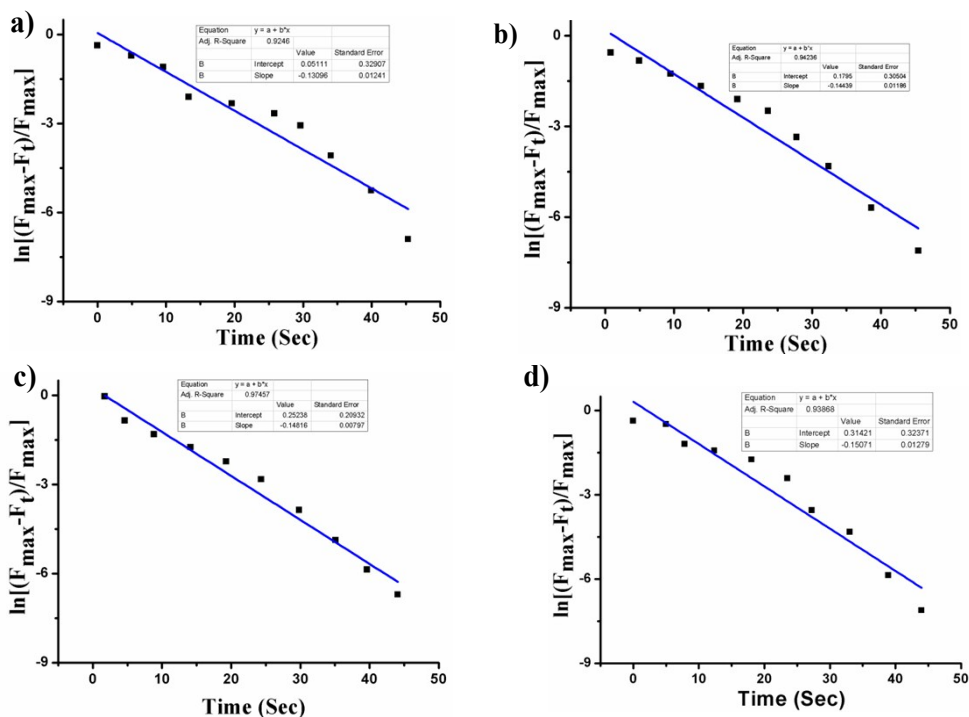 a)
Equation y = a + b*x
Adj. R-Square 0.9246
Value Standard Error
B Intercept 0.05111 0.32907
B Slope -0.13096 0.01241
0
-3
-6
-9
ln[(Fmax-Ft)/Fmax]
0 10 20 30 40 50
Time (Sec)
b)
Equation y = a + b*x
Adj. R-Square 0.94236
Value Standard Error
B Intercept 0.1795 0.30504
B Slope -0.14439 0.01186
0
-3
-6
-9
ln[(Fmax-Ft)/Fmax]
0 10 20 30 40 50
Time (Sec)
c)
Equation y = a + b*x
Adj. R-Square 0.97457
Value Standard Error
B Intercept 0.25238 0.20932
B Slope -0.14816 0.00797
0
-3
-6
-9
ln[(Fmax-Ft)/Fmax]
0 10 20 30 40 50
Time (Sec)
d)
Equation y = a + b*x
Adj. R-Square 0.93868
Value Standard Error
B Intercept 0.31421 0.32371
B Slope -0.15071 0.01279
0
-3
-6
-9
ln[(Fmax-Ft)/Fmax]
0 10 20 30 40 50
Time (Sec)